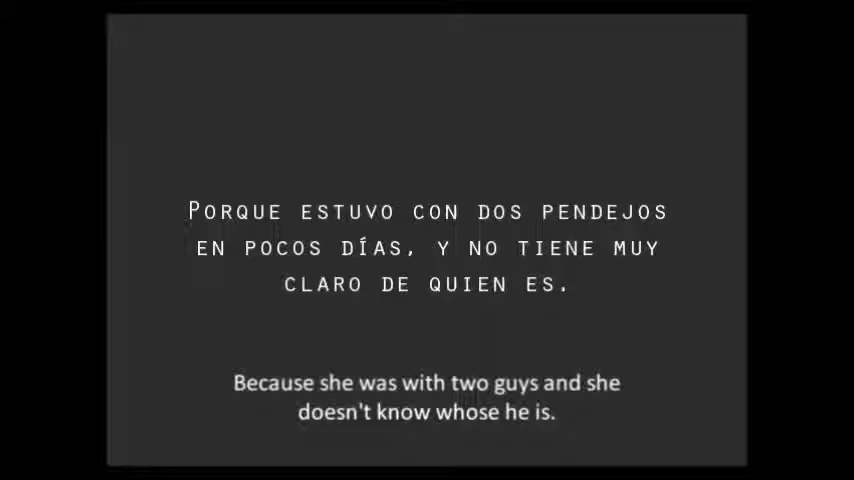 PORQUE ESTUVO CON DOS PENDEJOS
EN POCOS DÍAS, Y NO TIENE MUY
CLARO DE QUIEN ES.
Because she was with two guys and she
doesn't know whose he is.